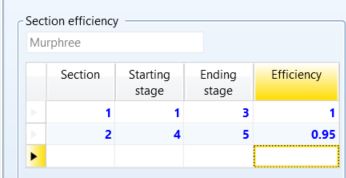 Section efficiency
Murphree
Section Starting stage Ending stage Efficiency
1 1 3 1
2 4 5 0.95